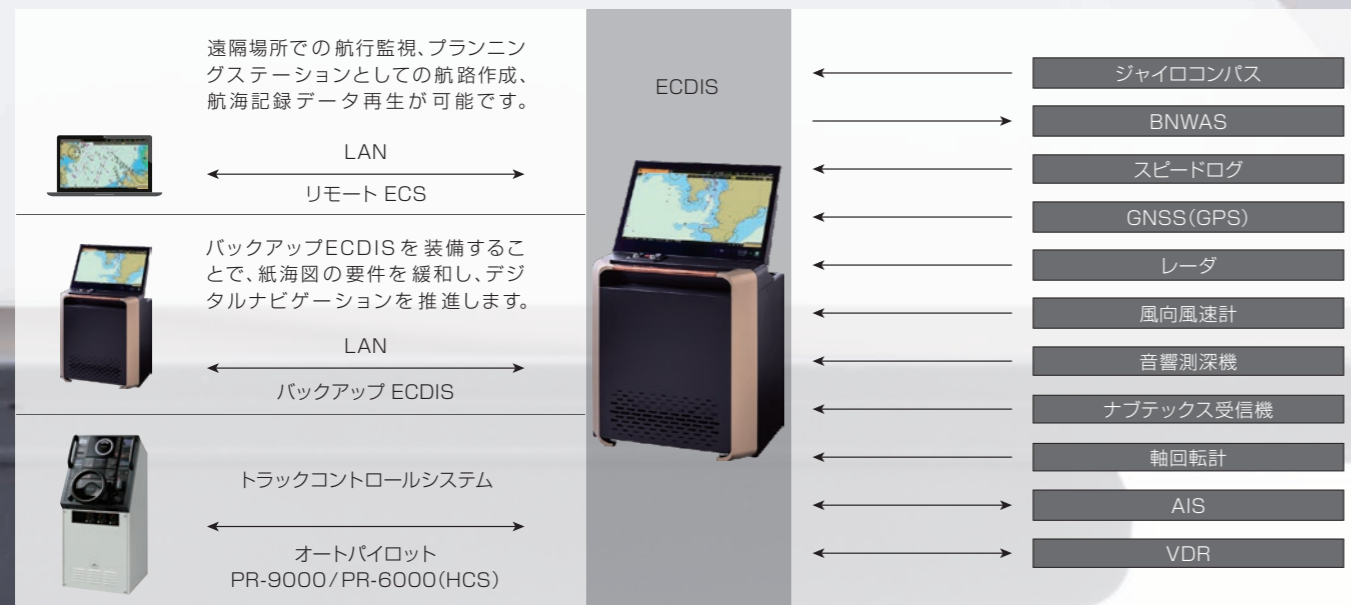 遠隔場所での航行監視、プランニン
グステーションとしての航路作成、
航海記録データ再生が可能です。
LAN
リモート ECS
バックアップECDISを装備するこ
とで、紙海図の要件を緩和し、デジ
タルナビゲーションを推進します。
LAN
バックアップ ECDIS
トラックコントロールシステム
オートパイロット
PR-9000/PR-6000(HCS)
ECDIS
ジャイロコンパス
BNWAS
スピードログ
GNSS(GPS)
レーダ
風向風速計
音響測深機
ナブテックス受信機
軸回転計
AIS
VDR